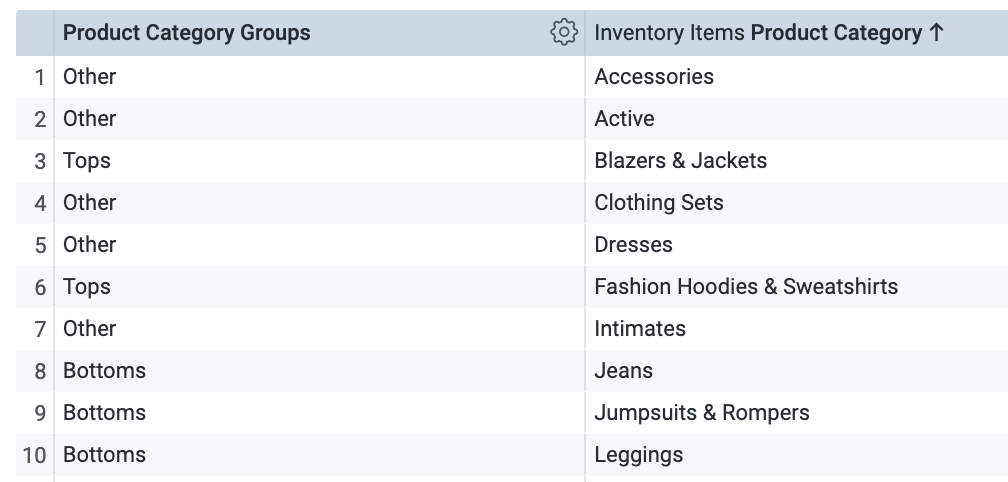 Product Category Groups Inventory Items Product Category ↑
1 Other Accessories
2 Other Active
3 Tops Blazers & Jackets
4 Other Clothing Sets
5 Other Dresses
6 Tops Fashion Hoodies & Sweatshirts
7 Other Intimates
8 Bottoms Jeans
9 Bottoms Jumpsuits & Rompers
10 Bottoms Leggings